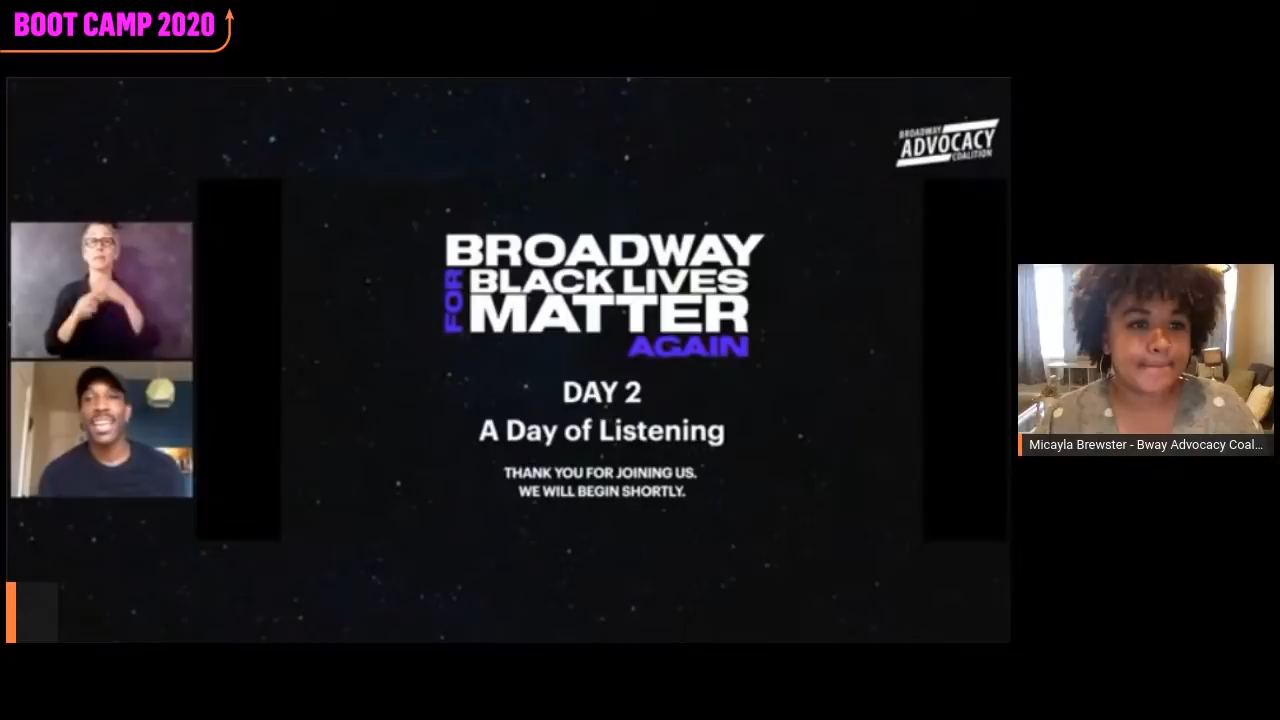 BOOT CAMP 2020
BROADWAY
ADVOCACY
COALITION
BROADWAY
FOR BLACK LIVES
MATTER
AGAIN
DAY 2
A Day of Listening
THANK YOU FOR JOINING US.
WE WILL BEGIN SHORTLY.
Micayla Brewster - Bway Advocacy Coal...